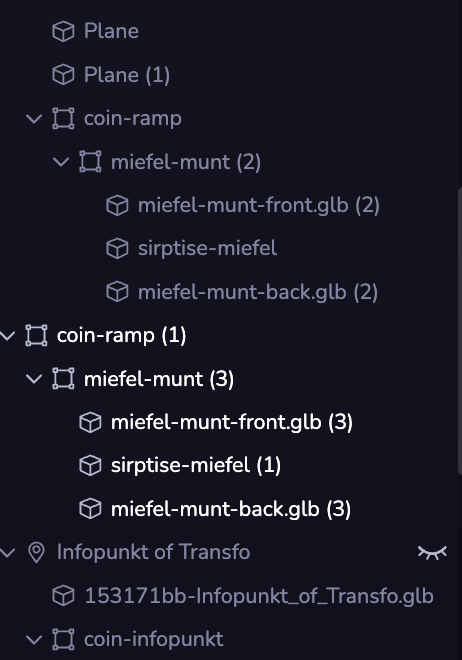 Plane
Plane (1)
coin-ramp
miefel-munt (2)
miefel-munt-front.glb (2)
sirptise-miefel
miefel-munt-back.glb (2)
coin-ramp (1)
miefel-munt (3)
miefel-munt-front.glb (3)
sirptise-miefel (1)
miefel-munt-back.glb (3)
Infopunkt of Transfo
153171bb-Infopunkt_of_Transfo.glb
coin-infopunkt